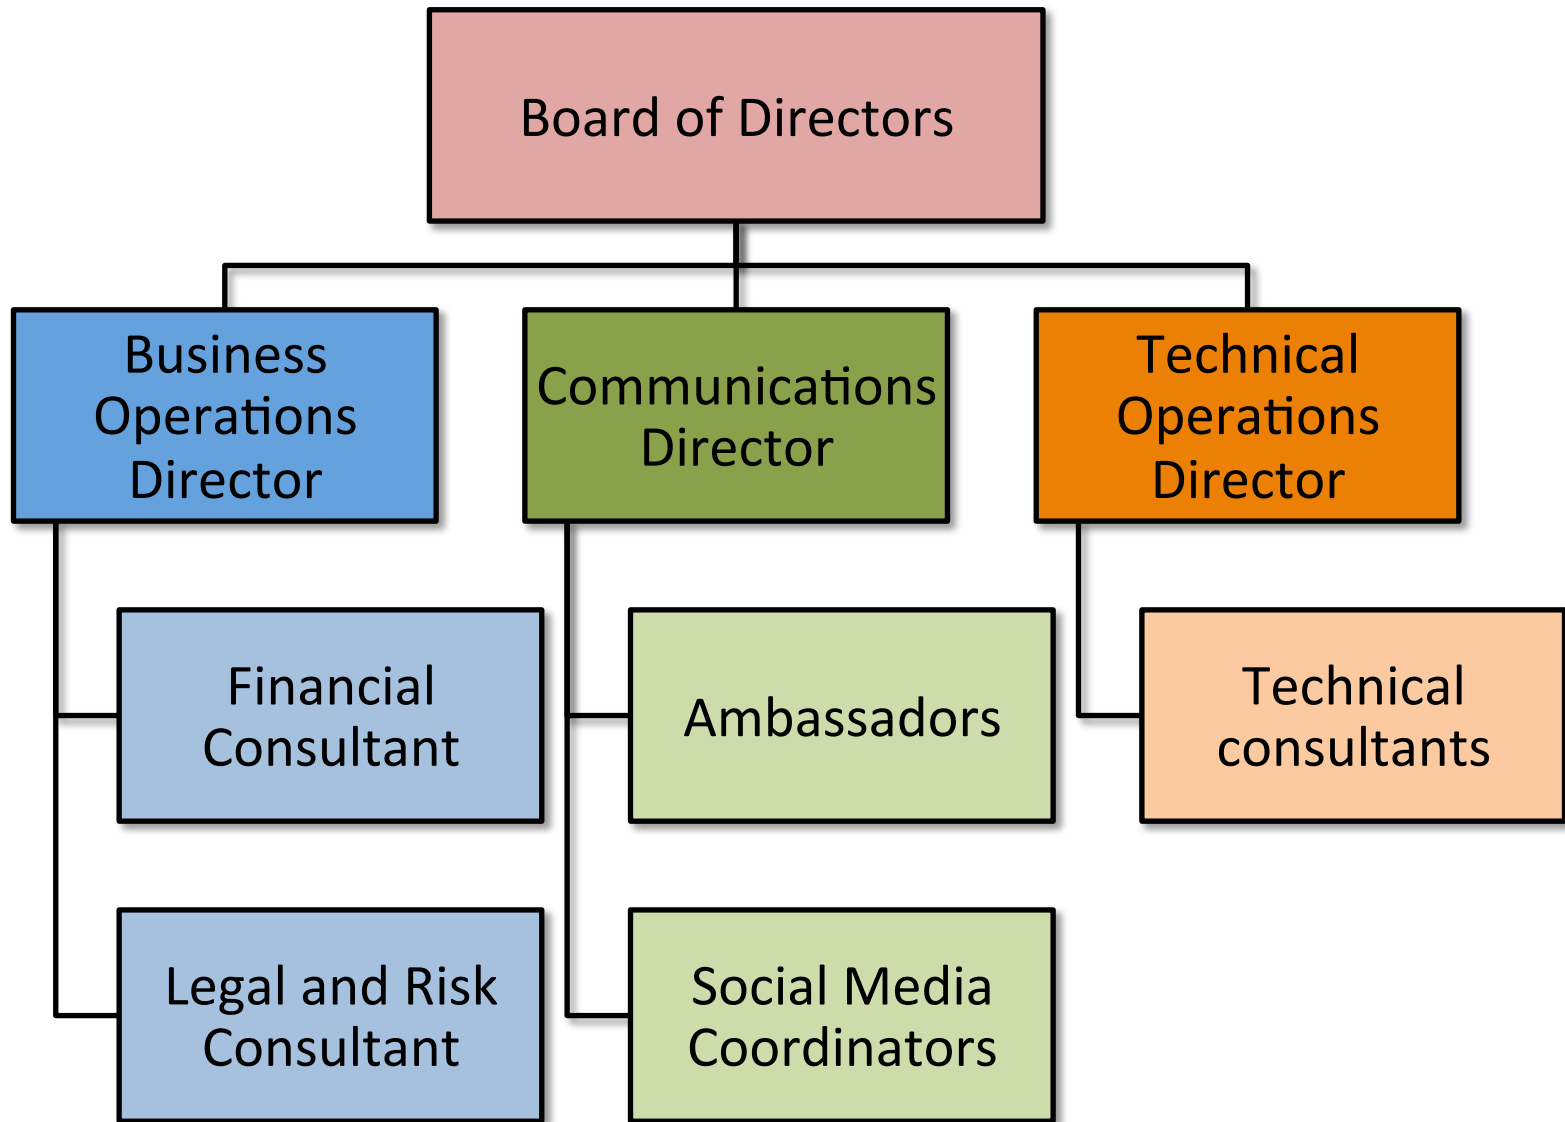 Board of Directors
Business
Operations
Director
Communications
Director
Technical
Operations
Director
Financial
Consultant
Ambassadors
Technical
consultants
Legal and Risk
Consultant
Social Media
Coordinators